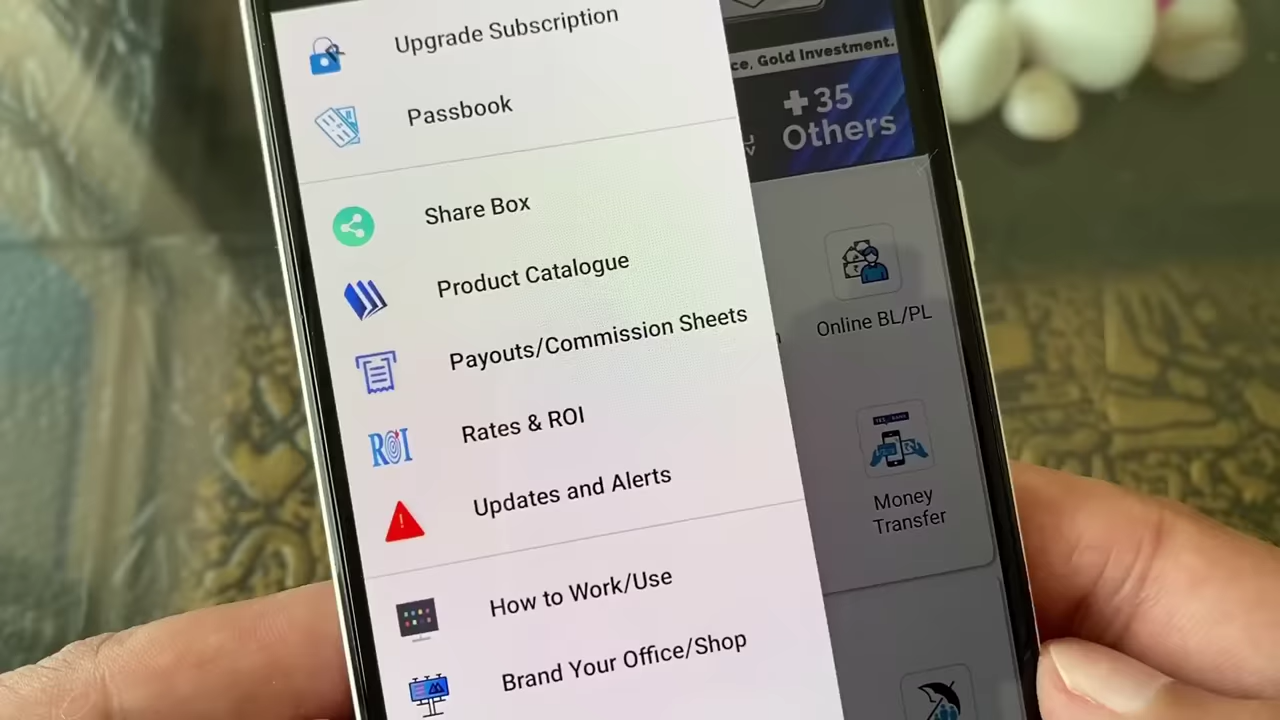 Upgrade Subscription
Passbook
Share Box
Product Catalogue
Payouts/Commission Sheets
ROI
Rates & ROI
Updates and Alerts
How to Work/Use
Brand Your Office/Shop
ce, Gold Investment.
+35
Others
Online BL/PL
Money
Transfer